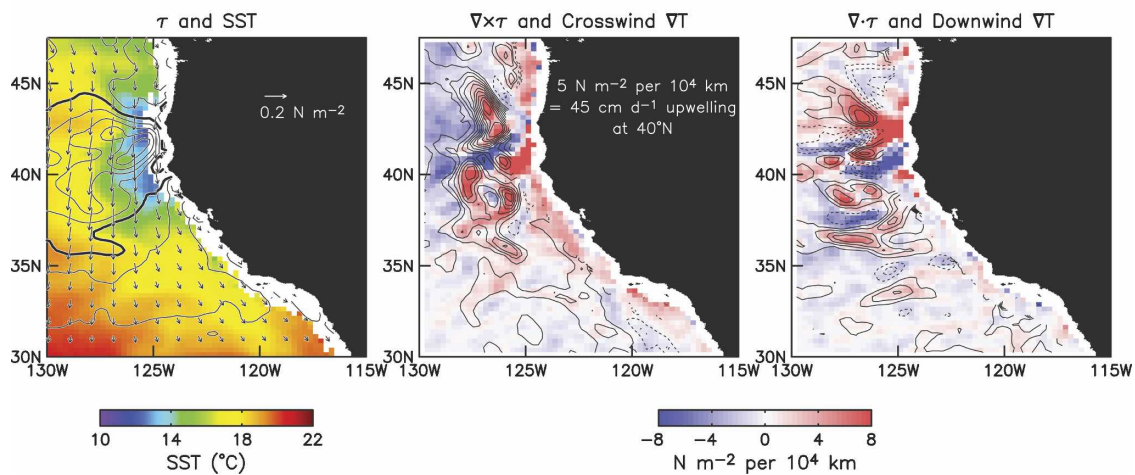 τ and SST
∇×τ and Crosswind ∇T
∇·τ and Downwind ∇T
45N
40N
35N
30N
130W
125W
120W
115W
0.2 N m⁻²
45N
40N
35N
30N
130W
125W
120W
115W
5 N m⁻² per 10⁴ km
= 45 cm d⁻¹ upwelling
at 40°N
45N
40N
35N
30N
130W
125W
120W
115W
10
14
18
22
SST (°C)
−8
−4
0
4
8
N m⁻² per 10⁴ km